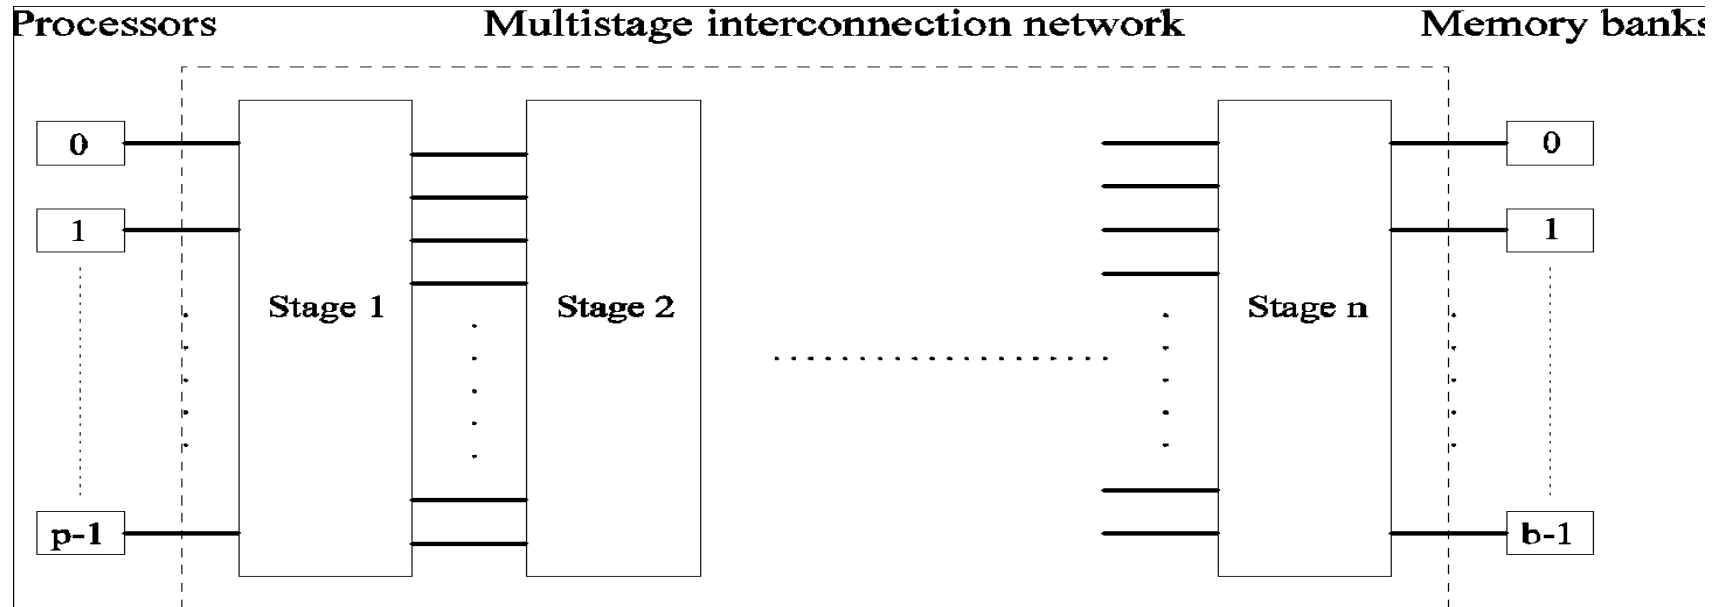 Processors Multistage interconnection network Memory banks
0 0
1 1
Stage 1 Stage 2 Stage n
p-1 b-1